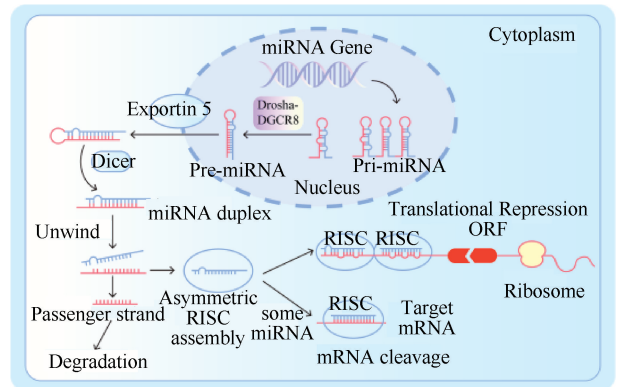 miRNA Gene
Cytoplasm
Exportin 5
Drosha-
DGCR8
Pre-miRNA
Pri-miRNA
Nucleus
Dicer
miRNA duplex
Unwind
Translational Repression
ORF
RISC
RISC
Ribosome
Passenger strand
Asymmetric
RISC
assembly
some
miRNA
RISC
Target
mRNA
mRNA cleavage
Degradation